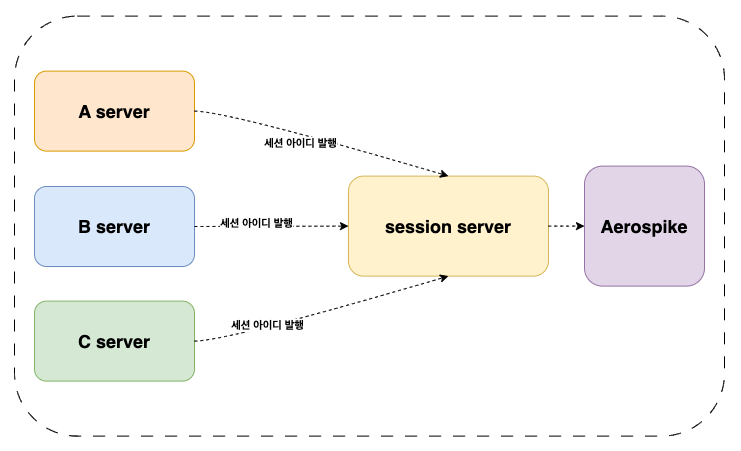 A server
세션 아이디 발행
B server
세션 아이디 발행
session server
Aerospike
세션 아이디 발행
C server